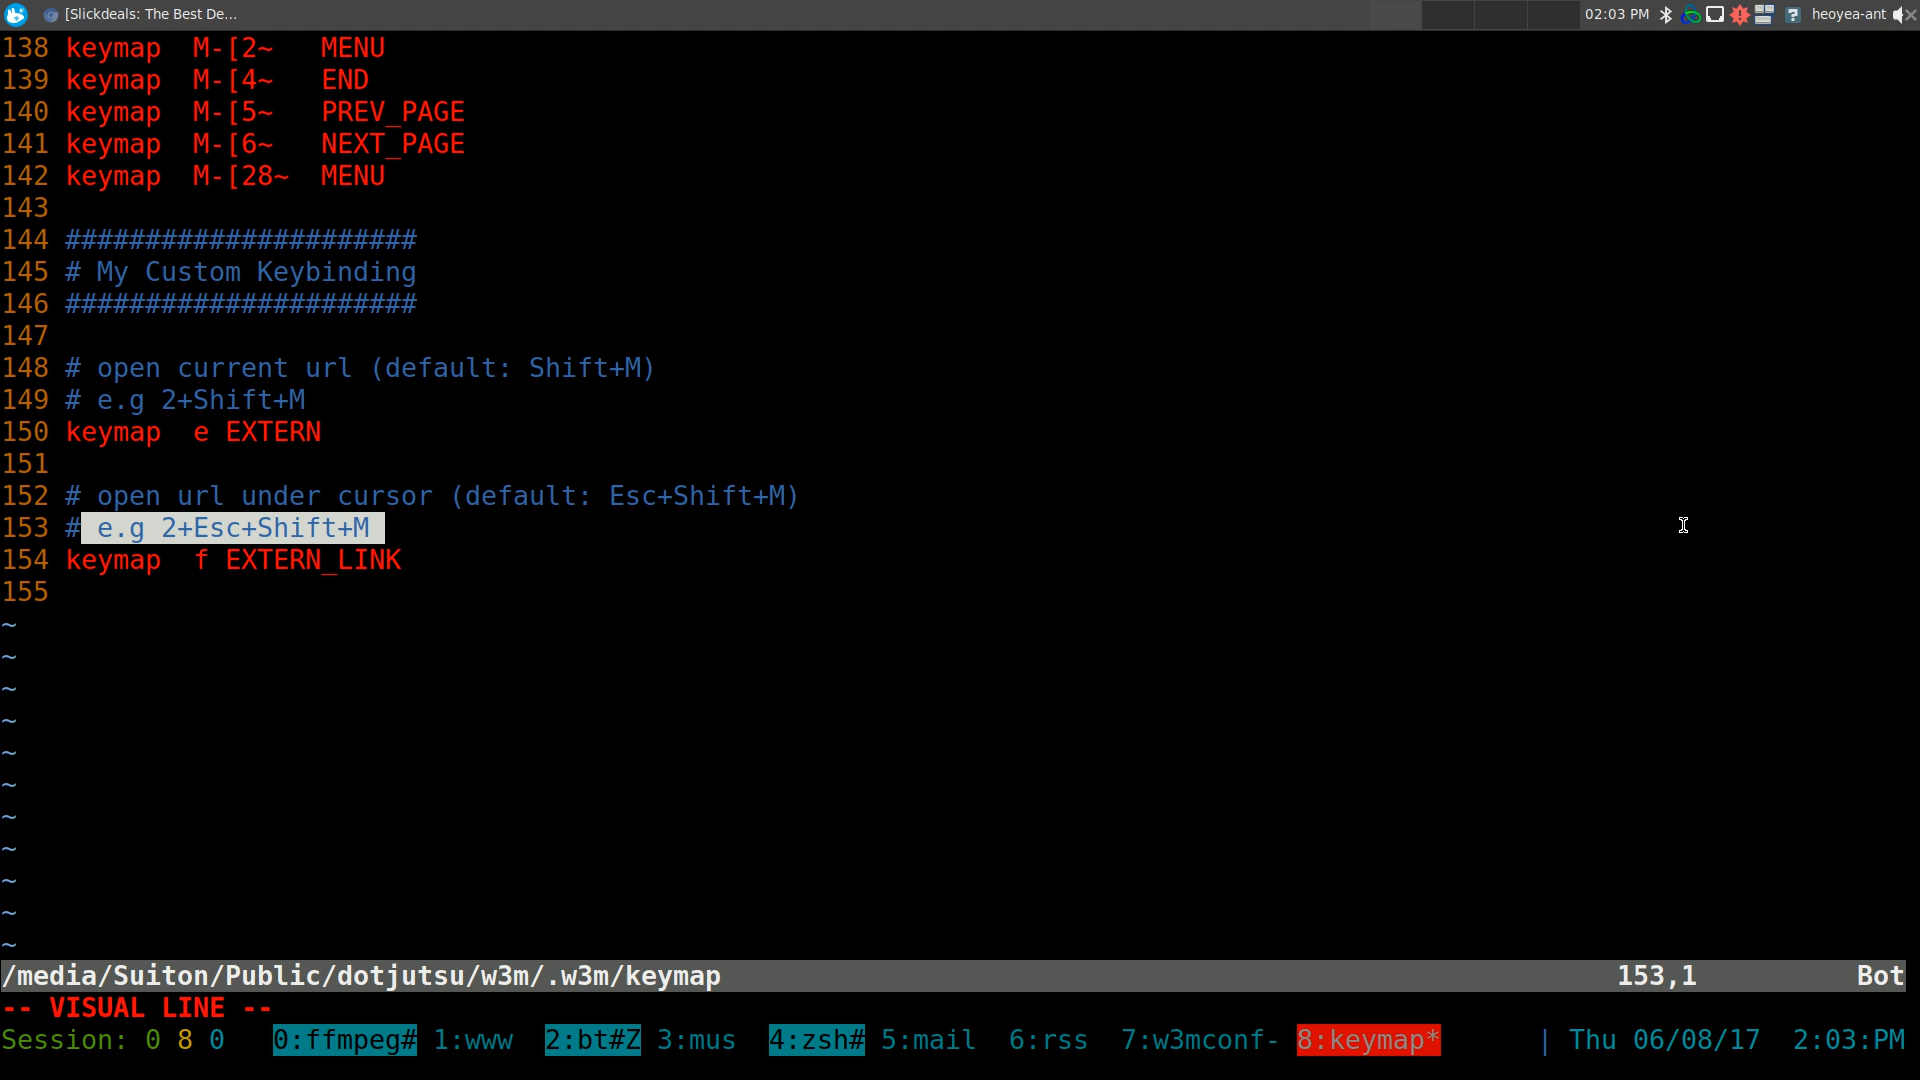 [Slickdeals: The Best De... 02:03 PM ? heoyea-ant
138 keymap  M-[2~   MENU
139 keymap  M-[4~   END
140 keymap  M-[5~   PREV_PAGE
141 keymap  M-[6~   NEXT_PAGE
142 keymap  M-[28~  MENU
143
144 ######################
145 # My Custom Keybinding
146 ######################
147
148 # open current url (default: Shift+M)
149 # e.g 2+Shift+M
150 keymap  e EXTERN
151
152 # open url under cursor (default: Esc+Shift+M)
153 # e.g 2+Esc+Shift+M
154 keymap  f EXTERN_LINK
155
~
~
~
~
~
~
~
~
~
~
~
/media/Suiton/Public/dotjutsu/w3m/.w3m/keymap 153,1 Bot
-- VISUAL LINE --
Session: 0 8 0 0:ffmpeg# 1:www 2:bt#Z 3:mus 4:zsh# 5:mail 6:rss 7:w3mconf- 8:keymap* | Thu 06/08/17 2:03:PM